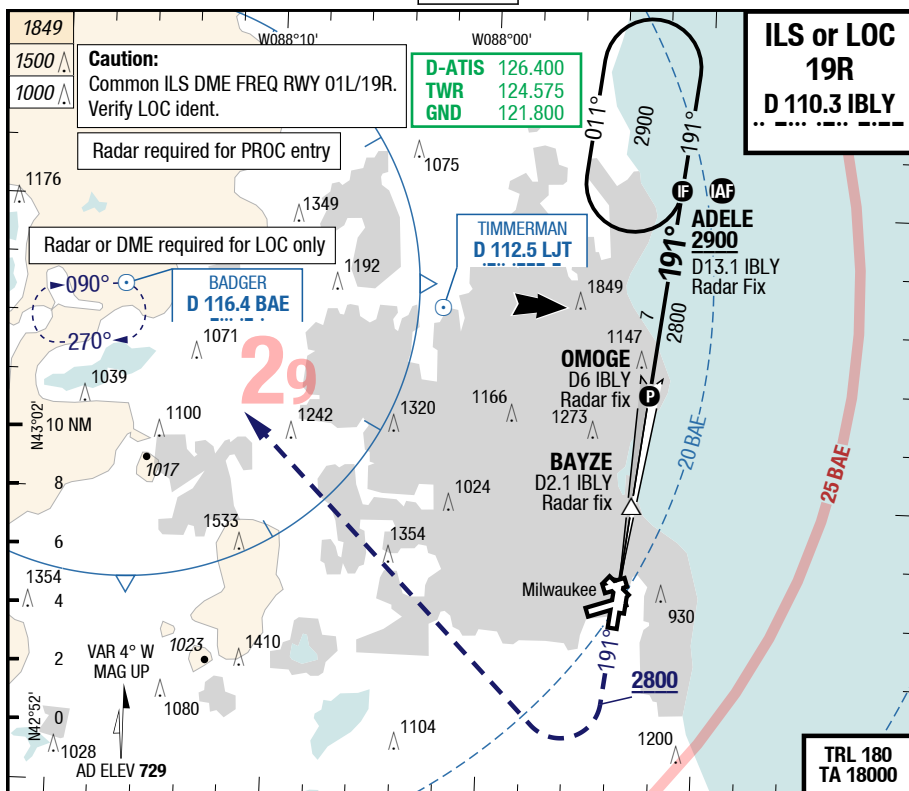 1849
1500
1000
Caution:
Common ILS DME FREQ RWY 01L/19R.
Verify LOC ident.
Radar required for PROC entry
Radar or DME required for LOC only
W088°10'
W088°00'
D-ATIS 126.400
TWR 124.575
GND 121.800
ILS or LOC
19R
D 110.3 IBLY
011°
2900
191°
1075
1176
1349
IF
IAF
ADELE
2900
D13.1 IBLY
Radar Fix
191°
TIMMERMAN
D 112.5 LJT
1192
BADGER
D 116.4 BAE
090°
270°
1849
7
2800
1147
1071
29
OMOGE
D6 IBLY
Radar fix
P
1039
N43°02'
10 NM
1100
1242
1320
1166
1273
20 BAE
25 BAE
1017
BAYZE
D2.1 IBLY
Radar fix
8
1024
1533
6
1354
1354
Milwaukee
4
930
VAR 4° W
MAG UP
1023
1410
2
191°
2800
1080
N42°52'
0
1104
1028
1200
AD ELEV 729
TRL 180
TA 18000